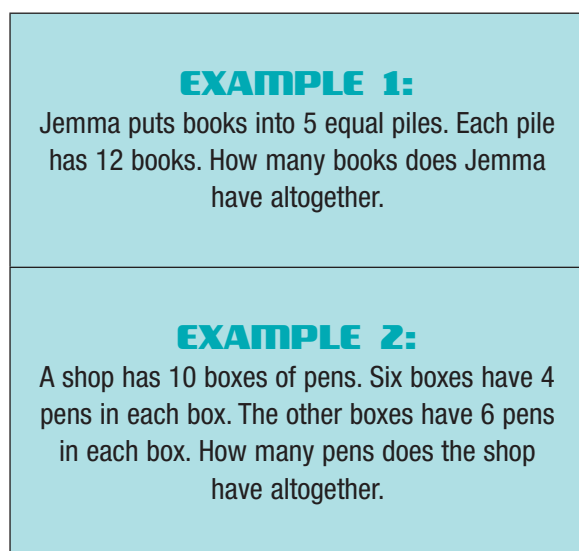 EXAMPLE 1:
Jemma puts books into 5 equal piles. Each pile
has 12 books. How many books does Jemma
have altogether.
EXAMPLE 2:
A shop has 10 boxes of pens. Six boxes have 4
pens in each box. The other boxes have 6 pens
in each box. How many pens does the shop
have altogether.